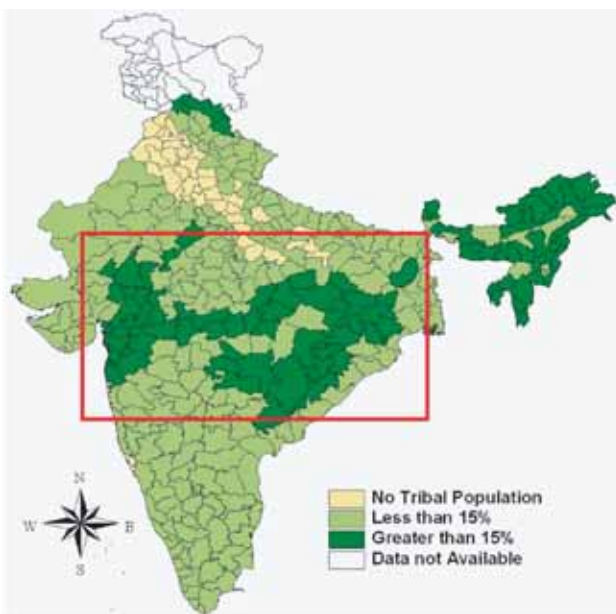 N
W
B
S
No Tribal Population
Less than 15%
Greater than 15%
Data not Available